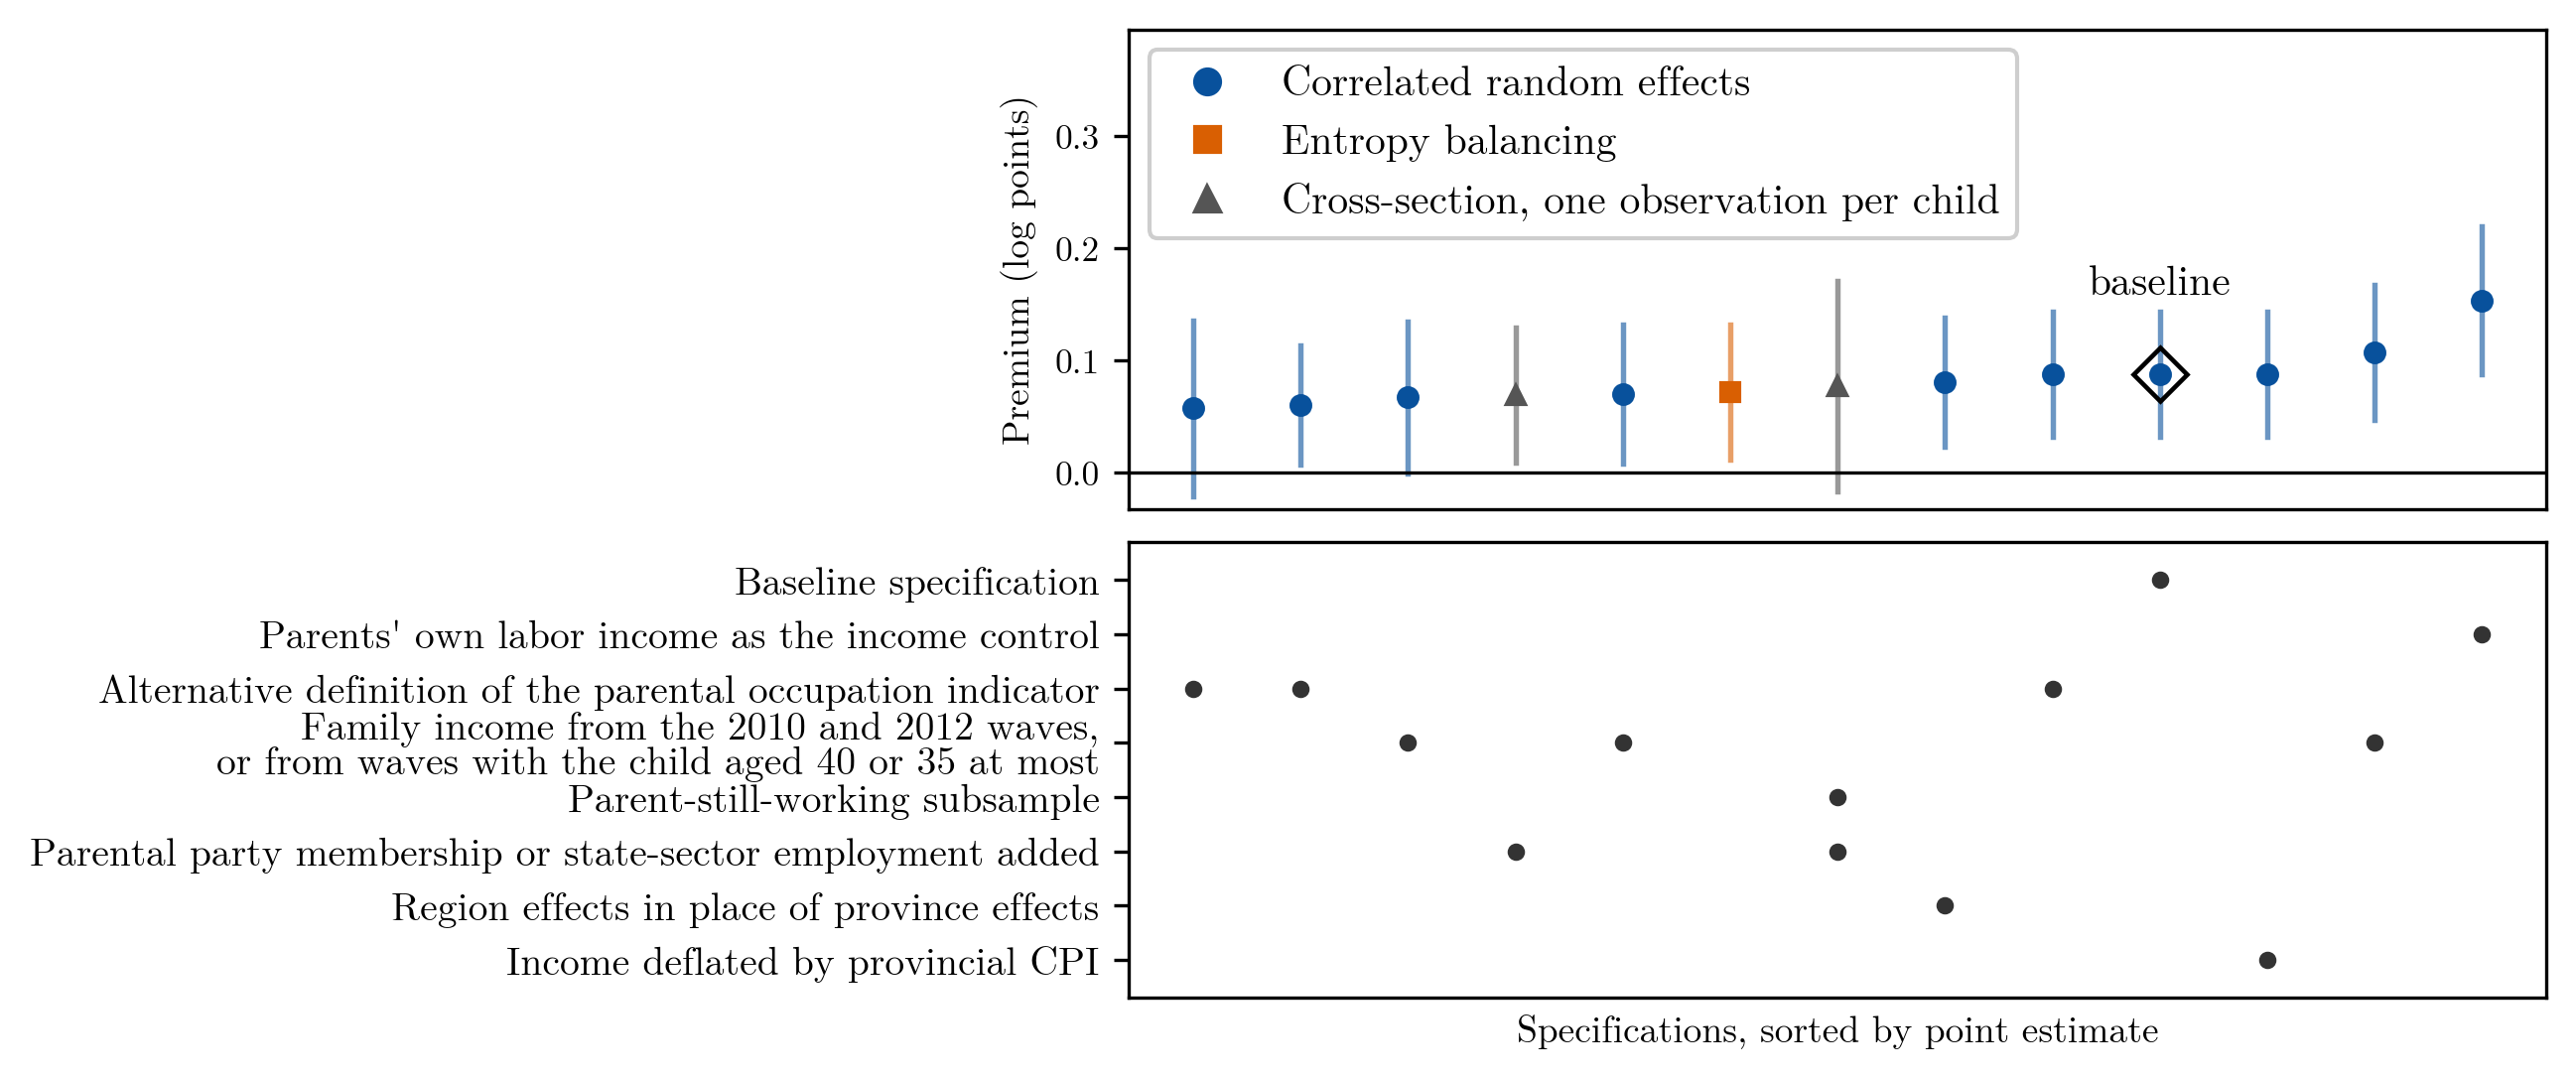 Correlated random effects
Entropy balancing
Cross-section, one observation per child
Premium (log points)
0.3
0.2
0.1
0.0
baseline
Baseline specification
Parents' own labor income as the income control
Alternative definition of the parental occupation indicator
Family income from the 2010 and 2012 waves,
or from waves with the child aged 40 or 35 at most
Parent-still-working subsample
Parental party membership or state-sector employment added
Region effects in place of province effects
Income deflated by provincial CPI
Specifications, sorted by point estimate